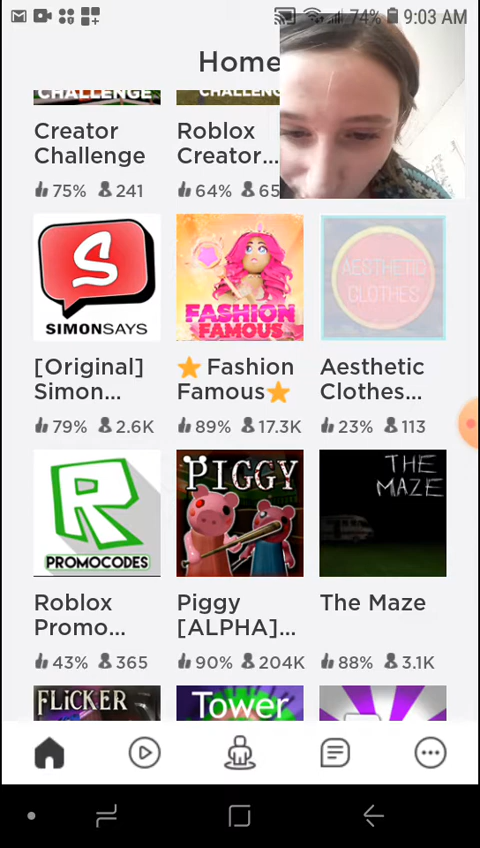 74% 9:03 AM
Home
CHALLENGE
CHALLENG
Creator
Challenge
Roblox
Creator...
75% 241
64% 65
S
SIMONSAYS
FASHION
FAMOUS
AESTHETIC
CLOTHES
[Original]
Simon...
⭐ Fashion
Famous⭐
Aesthetic
Clothes...
79% 2.6K
89% 17.3K
23% 113
R
PROMOCODES
PIGGY
THE
MAZE
Roblox
Promo...
Piggy
[ALPHA]...
The Maze
43% 365
90% 204K
88% 3.1K
FLiCKER
Tower